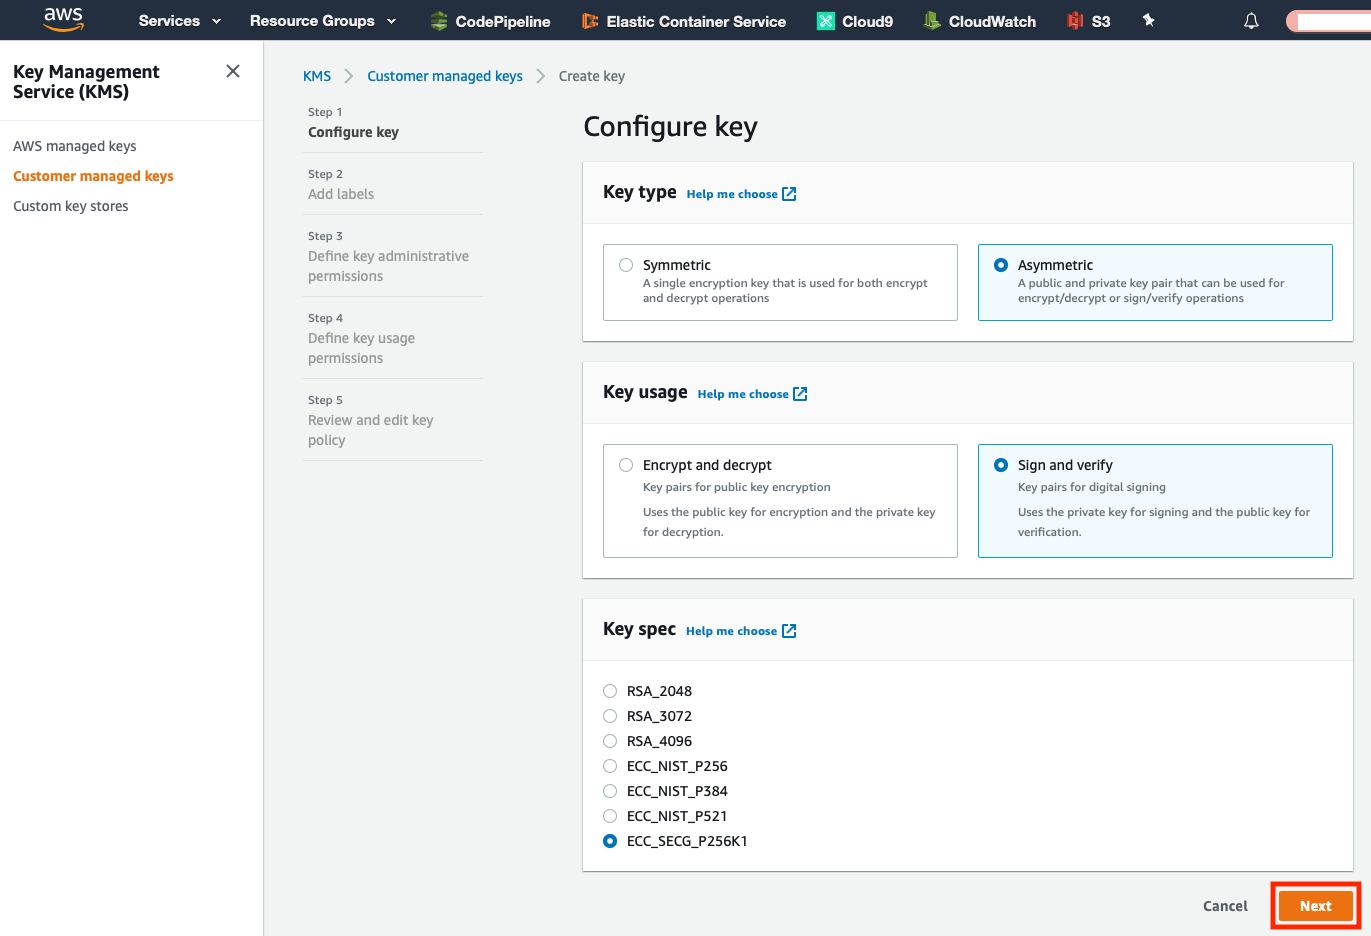 aws
Services
Resource Groups
CodePipeline
Elastic Container Service
Cloud9
CloudWatch
S3
Key Management
Service (KMS)
AWS managed keys
Customer managed keys
Custom key stores
KMS
Customer managed keys
Create key
Step 1
Configure key
Step 2
Add labels
Step 3
Define key administrative
permissions
Step 4
Define key usage
permissions
Step 5
Review and edit key
policy
Configure key
Key type Help me choose
Symmetric
A single encryption key that is used for both encrypt
and decrypt operations
Asymmetric
A public and private key pair that can be used for
encrypt/decrypt or sign/verify operations
Key usage Help me choose
Encrypt and decrypt
Key pairs for public key encryption
Uses the public key for encryption and the private key
for decryption.
Sign and verify
Key pairs for digital signing
Uses the private key for signing and the public key for
verification.
Key spec Help me choose
RSA_2048
RSA_3072
RSA_4096
ECC_NIST_P256
ECC_NIST_P384
ECC_NIST_P521
ECC_SECG_P256K1
Cancel
Next